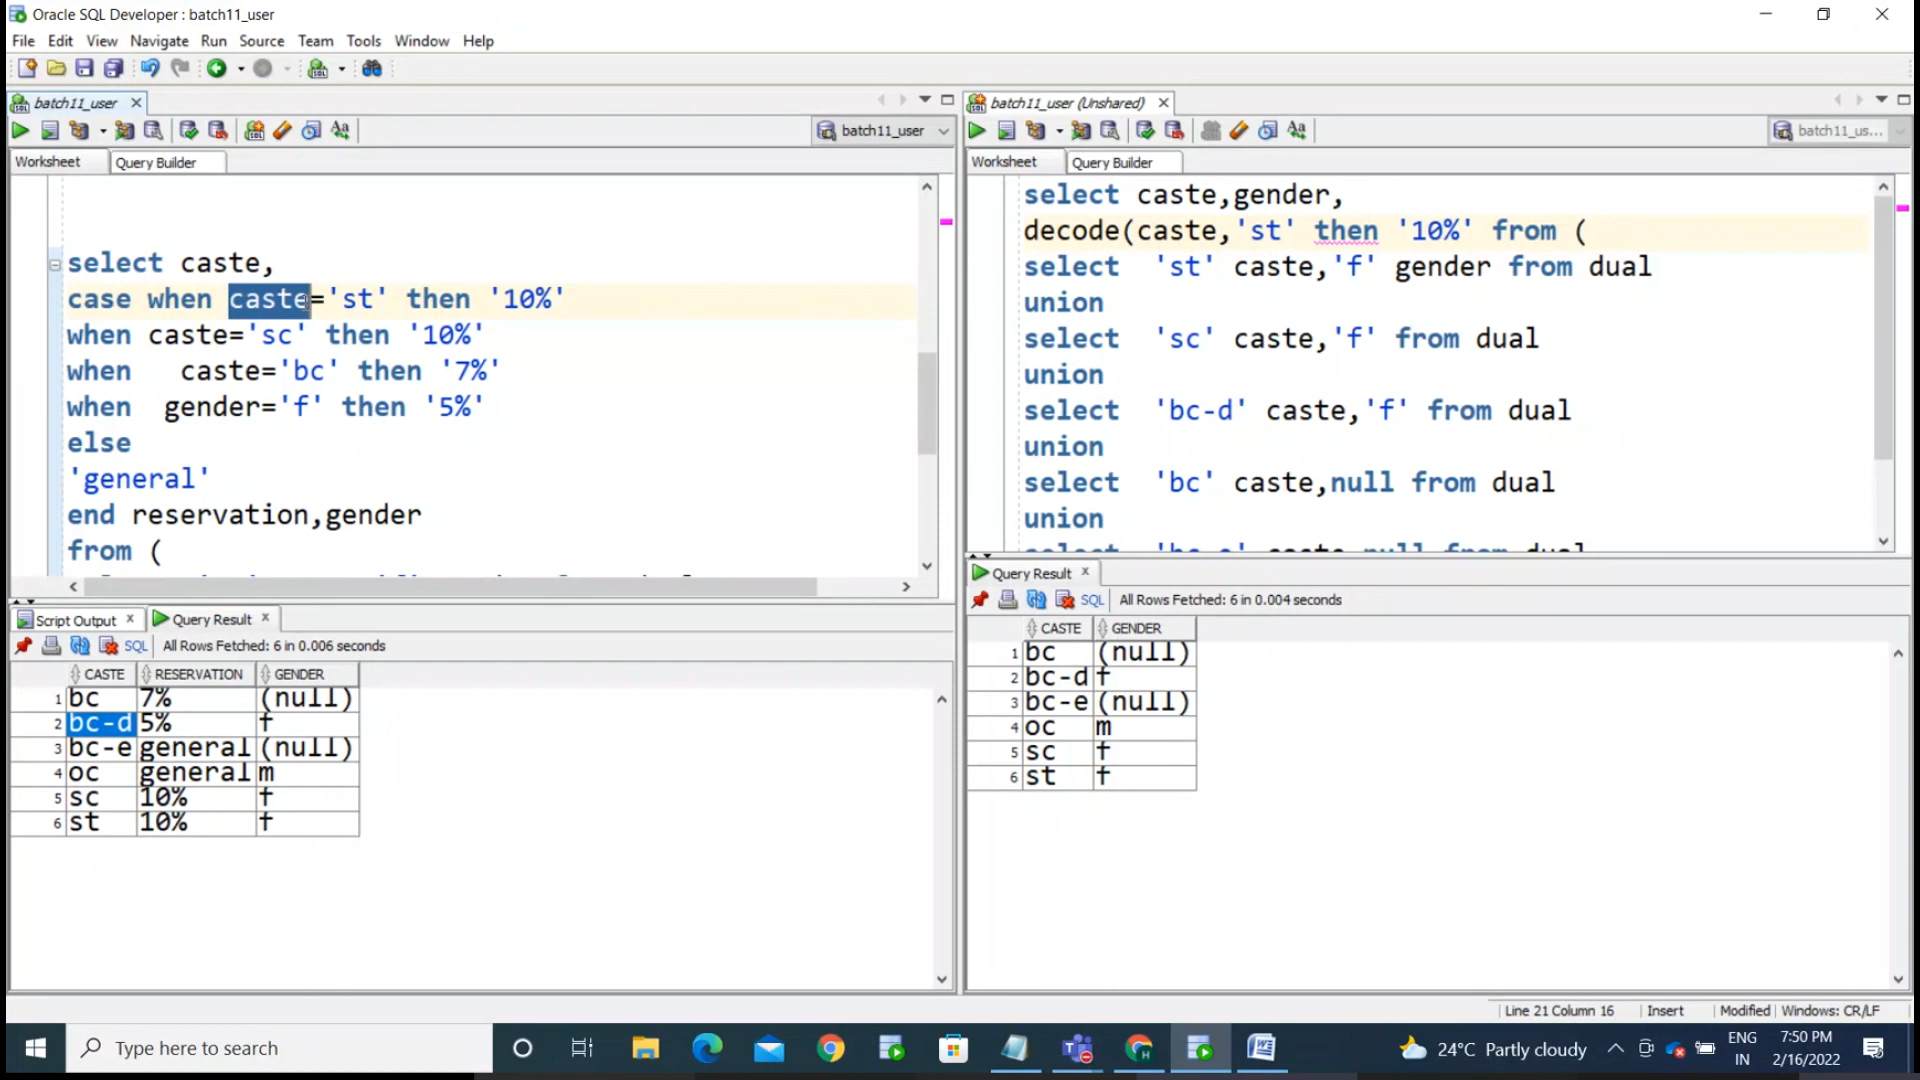 Oracle SQL Developer : batch11_user
File Edit View Navigate Run Source Team Tools Window Help
batch11_user
batch11_user
Worksheet Query Builder
select caste,
case when caste='st' then '10%'
when caste='sc' then '10%'
when   caste='bc' then '7%'
when  gender='f' then '5%'
else
'general'
end reservation,gender
from (
Script Output Query Result
SQL All Rows Fetched: 6 in 0.006 seconds
CASTE RESERVATION GENDER
1 bc 7% (null)
2 bc-d 5% f
3 bc-e general (null)
4 oc general m
5 sc 10% f
6 st 10% f
batch11_user (Unshared)
batch11_us...
Worksheet Query Builder
select caste,gender,
decode(caste,'st' then '10%' from (
select  'st' caste,'f' gender from dual
union
select  'sc' caste,'f' from dual
union
select  'bc-d' caste,'f' from dual
union
select  'bc' caste,null from dual
union
Query Result
SQL All Rows Fetched: 6 in 0.004 seconds
CASTE GENDER
1 bc (null)
2 bc-d f
3 bc-e (null)
4 oc m
5 sc f
6 st f
Line 21 Column 16 Insert Modified Windows: CR/LF
Type here to search
24°C Partly cloudy
ENG
IN
7:50 PM
2/16/2022